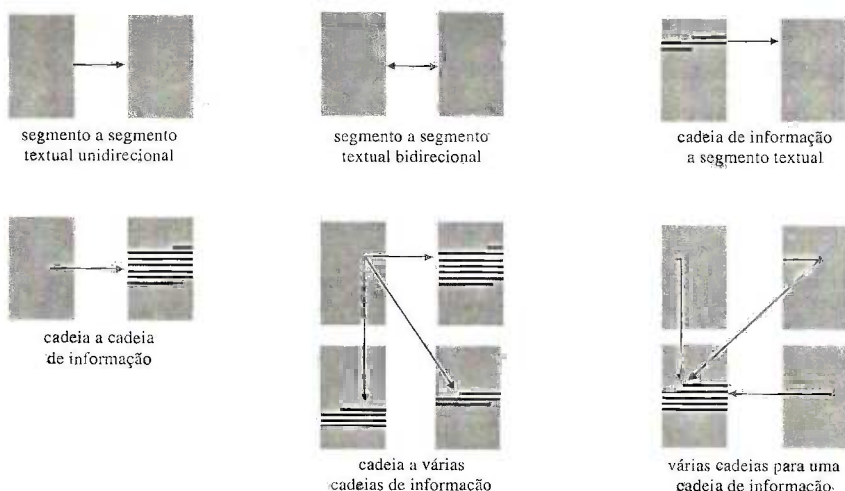 segmento a segmento
textual unidirecional
segmento a segmento
textual bidirecional
cadeia de informação
a segmento textual
cadeia a cadeia
de informação
cadeia a várias
cadeias de informação
várias cadeias para uma
cadeia de informação